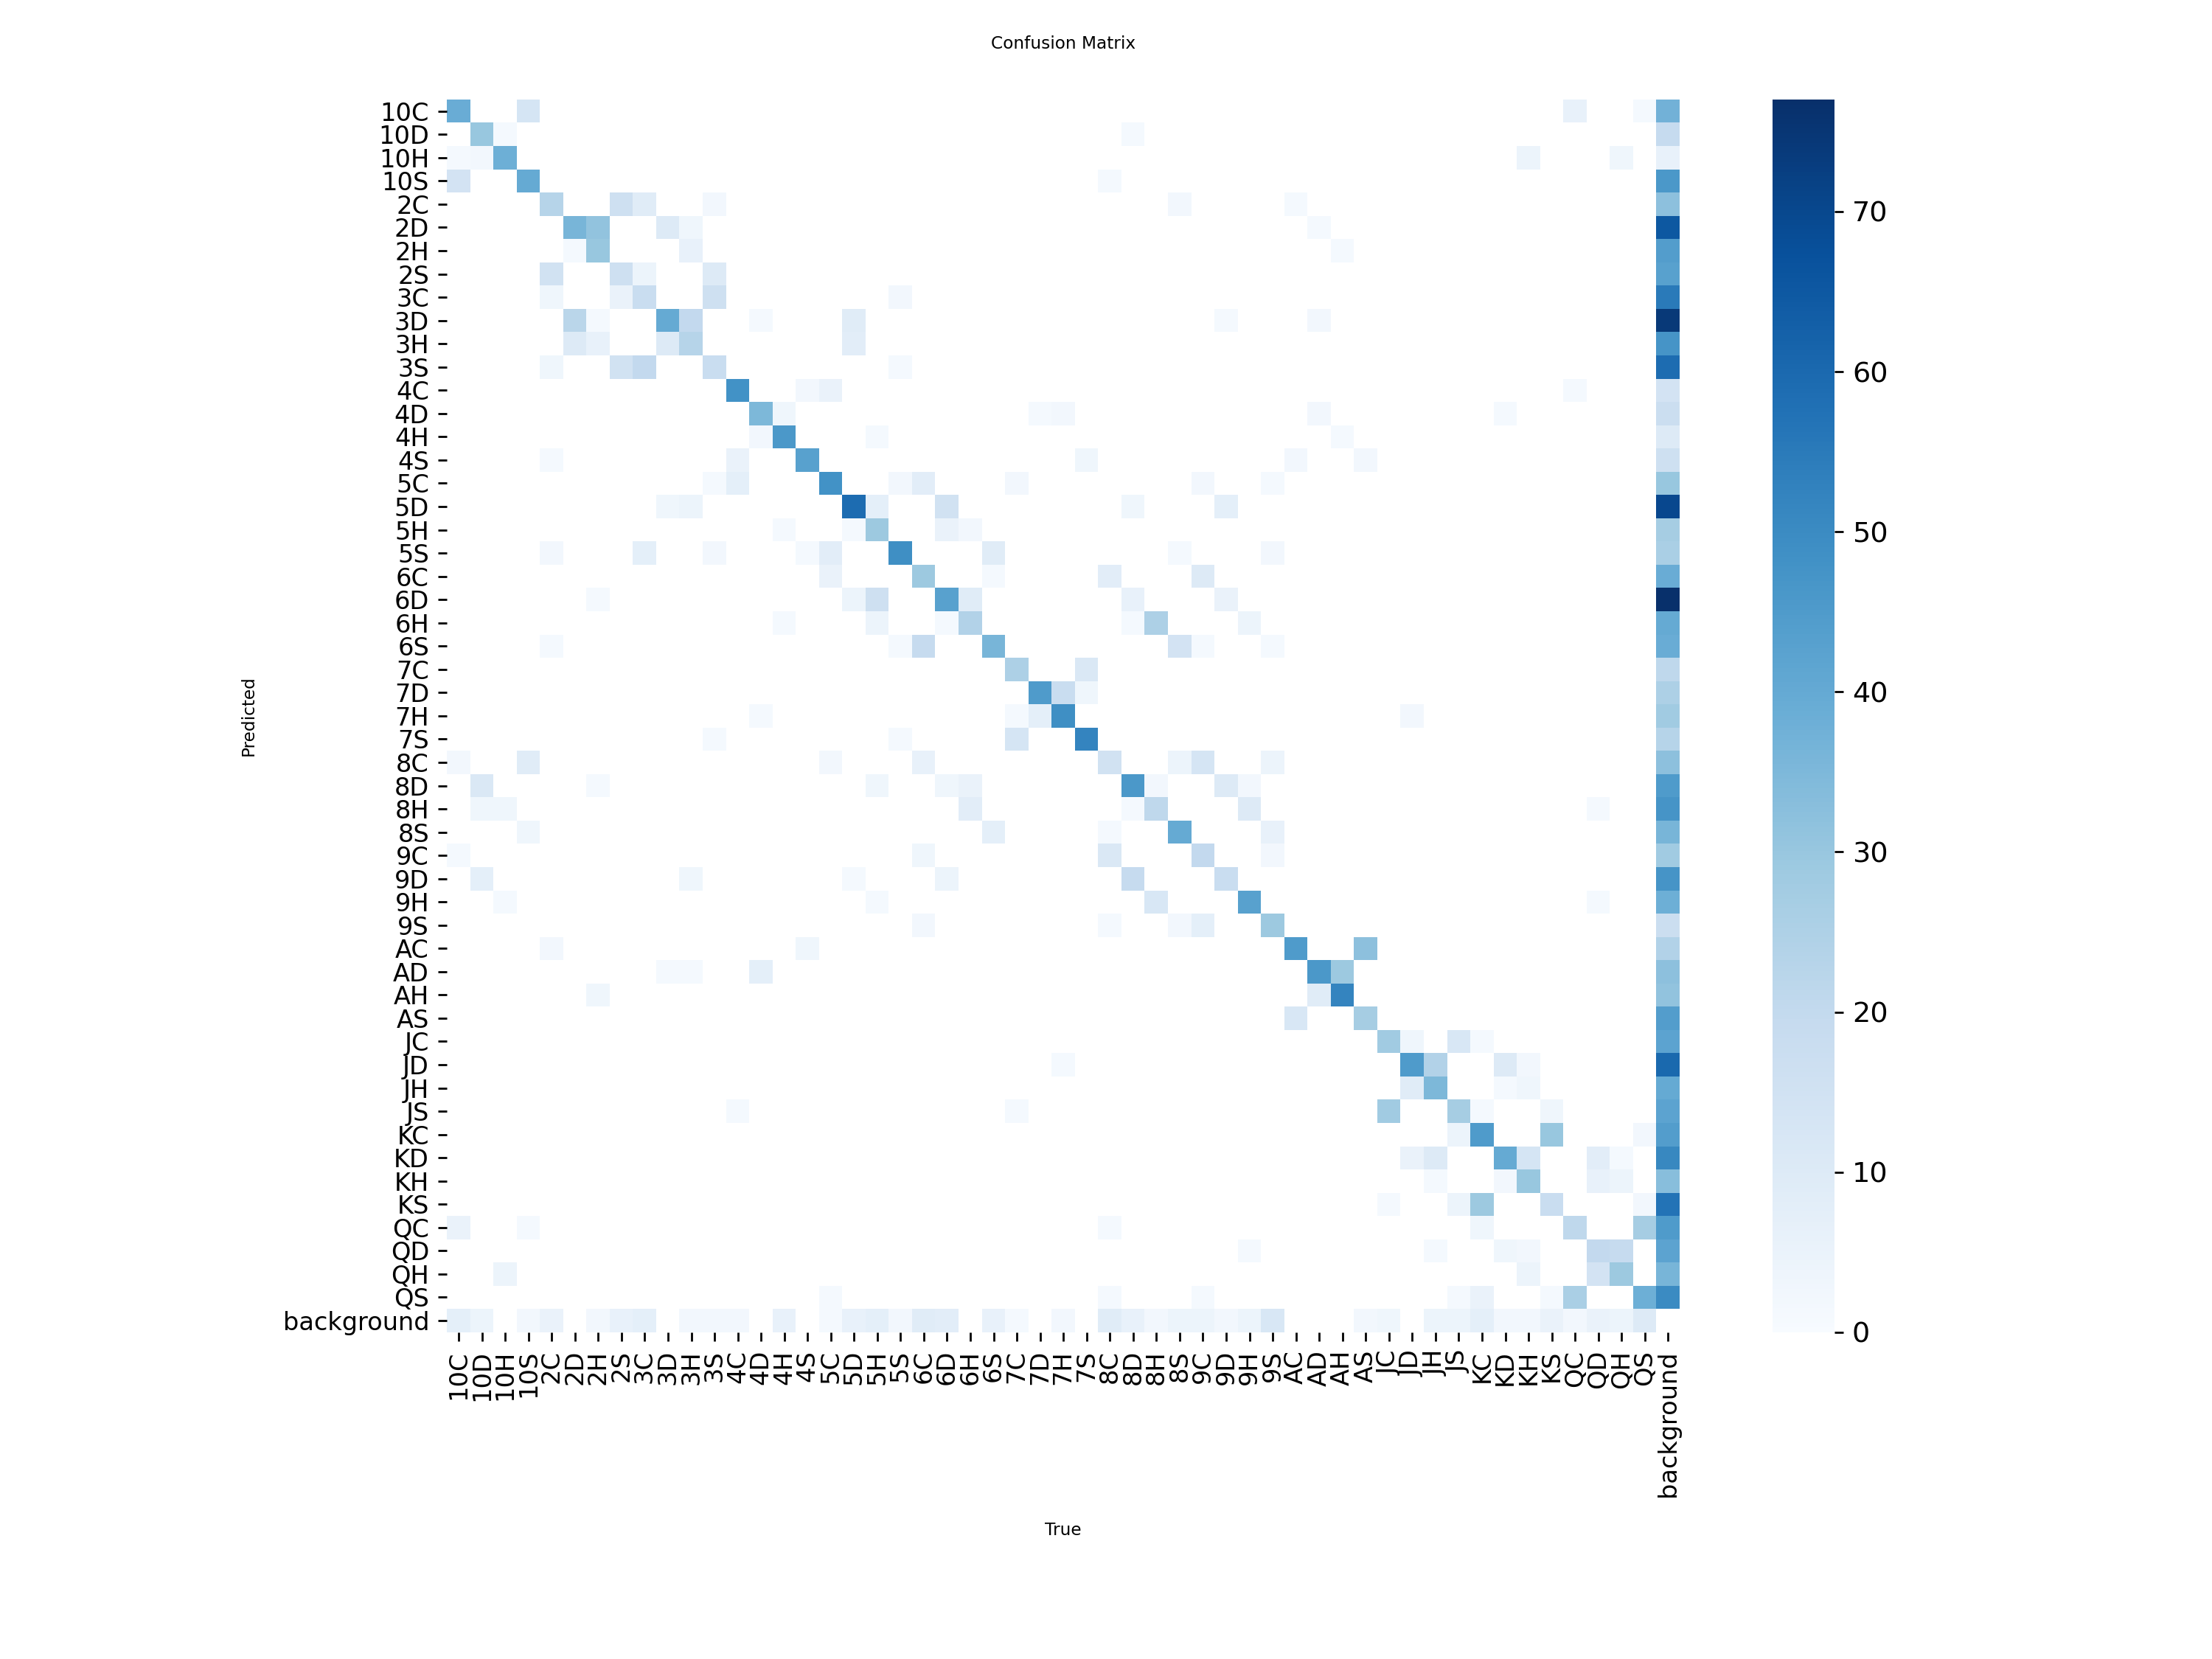 Confusion Matrix
10C
10D
10H
10S
2C
2D
2H
2S
3C
3D
3H
3S
4C
4D
4H
4S
5C
5D
5H
5S
6C
6D
6H
6S
7C
7D
7H
7S
8C
8D
8H
8S
9C
9D
9H
9S
AC
AD
AH
AS
JC
JD
JH
JS
KC
KD
KH
KS
QC
QD
QH
QS
background
Predicted
10C 10D 10H 10S 2C 2D 2H 2S 3C 3D 3H 3S 4C 4D 4H 4S 5C 5D 5H 5S 6C 6D 6H 6S 7C 7D 7H 7S 8C 8D 8H 8S 9C 9D 9H 9S AC AD AH AS JC JD JH JS KC KD KH KS QC QD QH QS background
True
70
60
50
40
30
20
10
0